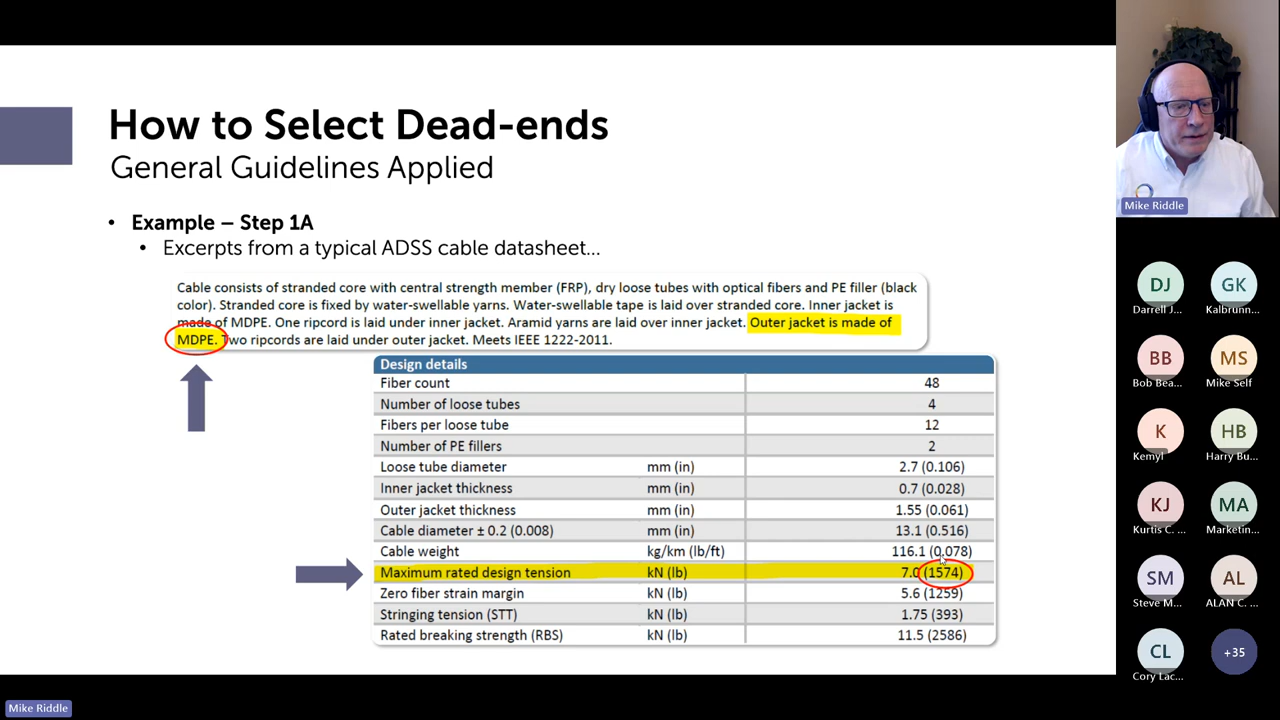 How to Select Dead-ends
General Guidelines Applied
• Example – Step 1A
• Excerpts from a typical ADSS cable datasheet...
Cable consists of stranded core with central strength member (FRP), dry loose tubes with optical fibers and PE filler (black
color). Stranded core is fixed by water-swellable yarns. Water-swellable tape is laid over stranded core. Inner jacket is
made of MDPE. One ripcord is laid under inner jacket. Aramid yarns are laid over inner jacket. Outer jacket is made of
MDPE. Two ripcords are laid under outer jacket. Meets IEEE 1222-2011.
Design details
Fiber count 48
Number of loose tubes 4
Fibers per loose tube 12
Number of PE fillers 2
Loose tube diameter mm (in) 2.7 (0.106)
Inner jacket thickness mm (in) 0.7 (0.028)
Outer jacket thickness mm (in) 1.55 (0.061)
Cable diameter ± 0.2 (0.008) mm (in) 13.1 (0.516)
Cable weight kg/km (lb/ft) 116.1 (0.078)
Maximum rated design tension kN (lb) 7.0 (1574)
Zero fiber strain margin kN (lb) 5.6 (1259)
Stringing tension (STT) kN (lb) 1.75 (393)
Rated breaking strength (RBS) kN (lb) 11.5 (2586)
Mike Riddle
DJ GK
Darrell J... Kalbrunn...
BB MS
Bob Bea... Mike Self
K HB
Kemyl Harry Bu...
KJ MA
Kurtis C. ... Marketin...
SM AL
Steve M... ALAN C. ...
CL +35
Cory Lac...
Mike Riddle